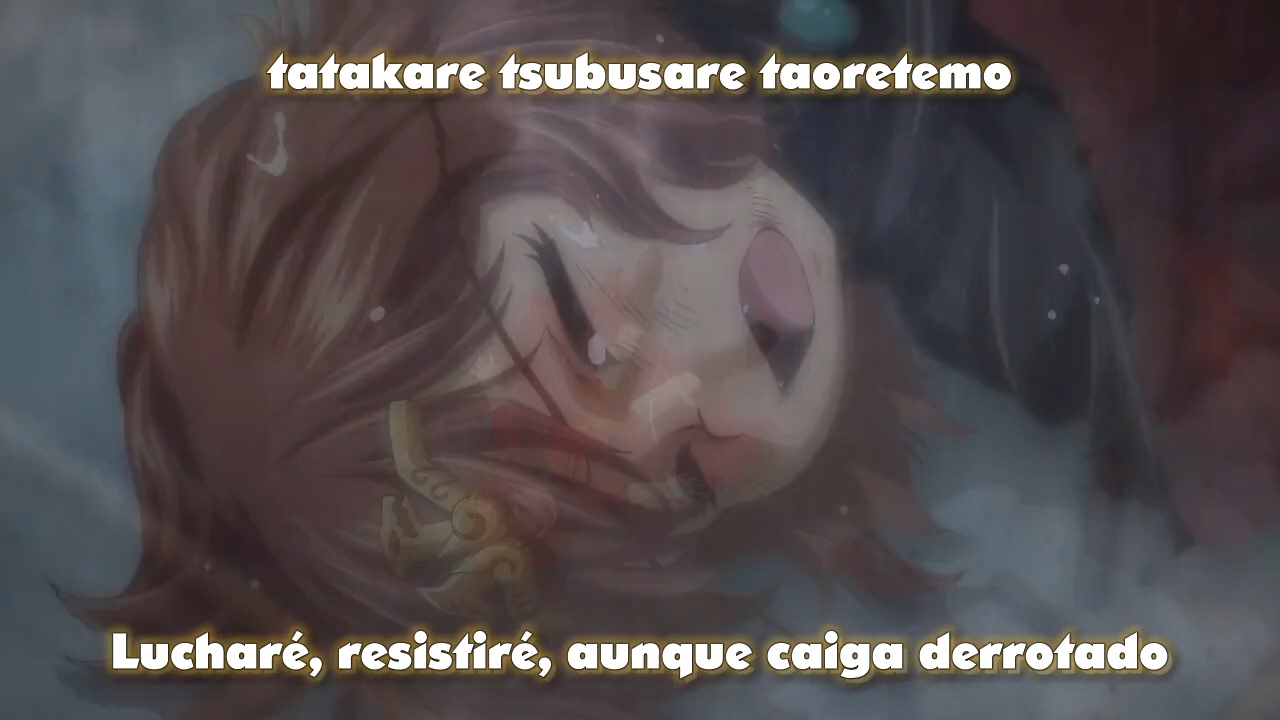 tatakare tsubusare taoretemo
Lucharé, resistiré, aunque caiga derrotado